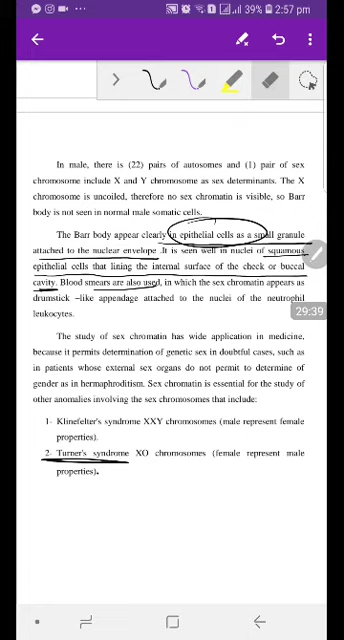 39% 2:57 pm
In male, there is (22) pairs of autosomes and (1) pair of sex
chromosome include X and Y chromosome as sex determinants. The X
chromosome is uncoiled, therefore no sex chromatin is visible, so Barr
body is not seen in normal male somatic cells.
The Barr body appear clearly in epithelial cells as a small granule
attached to the nuclear envelope .It is seen well in nuclei of squamous
epithelial cells that lining the internal surface of the check or buccal
cavity. Blood smears are also used, in which the sex chromatin appears as
drumstick –like appendage attached to the nuclei of the neutrophil
leukocytes.
29:39
The study of sex chromatin has wide application in medicine,
because it permits determination of genetic sex in doubtful cases, such as
in patients whose external sex organs do not permit to determine of
gender as in hermaphroditism. Sex chromatin is essential for the study of
other anomalies involving the sex chromosomes that include:
1- Klinefelter's syndrome XXY chromosomes (male represent female
properties).
2- Turner's syndrome XO chromosomes (female represent male
properties).